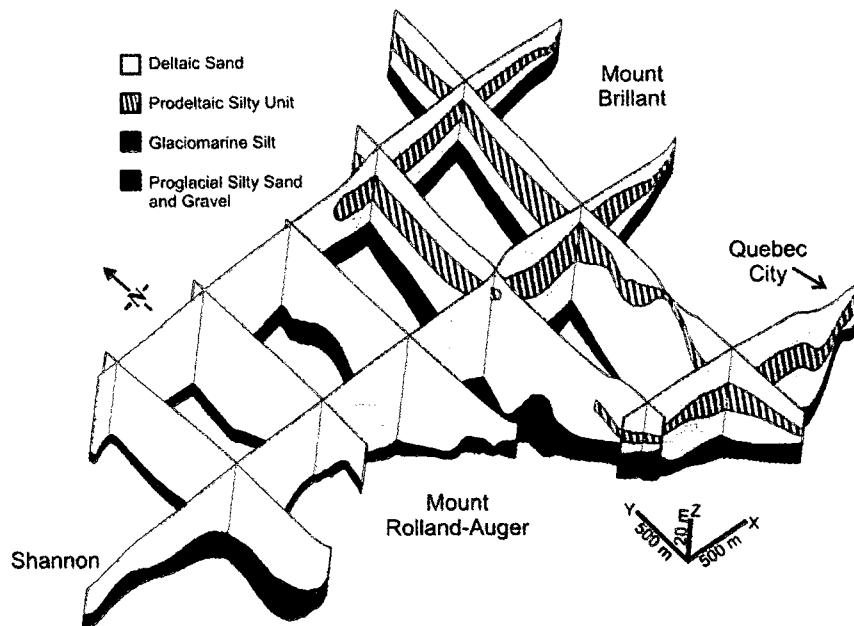 Deltaic Sand
Prodeltaic Silty Unit
Glaciomarine Silt
Proglacial Silty Sand
and Gravel
Mount
Brillant
Quebec
City
N
Mount
Rolland-Auger
Shannon
Y
Z
X
500 m
20 m
500 m